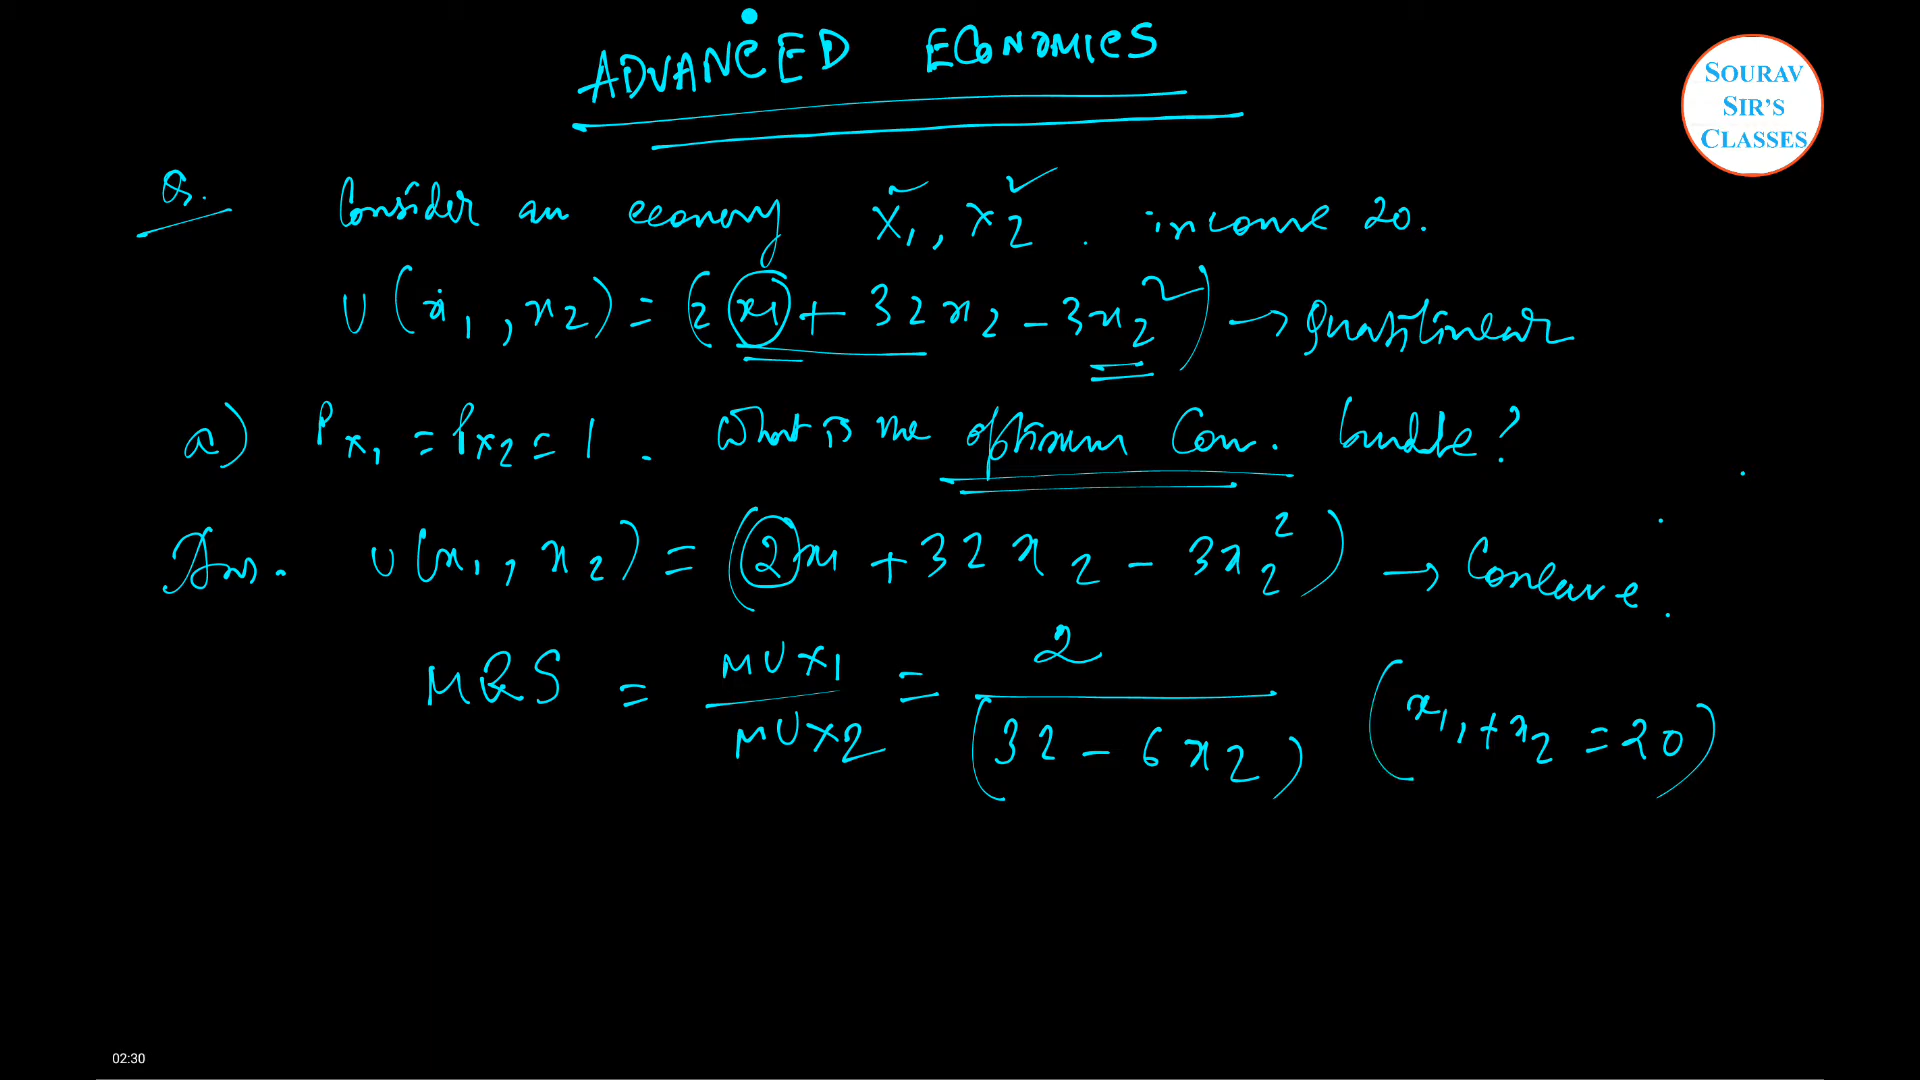 ADVANCED ECONOMICS
SOURAV
SIR'S
CLASSES
Q. Consider an economy X1, X2. income 20.
U(x1, x2) = (2x1 + 32x2 - 3x2²) → Quasilinear
a) Px1 = Px2 = 1. What is the optimum Con. bundle?
Ans. U(x1, x2) = (2x1 + 32x2 - 3x2²) → Concave.
MRS = MUX1/MUX2 = 2/(32 - 6x2) (x1 + x2 = 20)
02:30